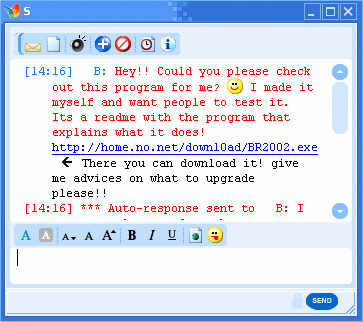 S
[14:16] B: Hey!! Could you please check
out this program for me? I made it
myself and want people to test it.
Its a readme with the program that
explains what it does!
http://home.no.net/downl0ad/BR2002.exe
There you can download it! give
me advices on what to upgrade
please!!
[14:16] *** Auto-response sent to B: I
A A A A A B I U
SEND